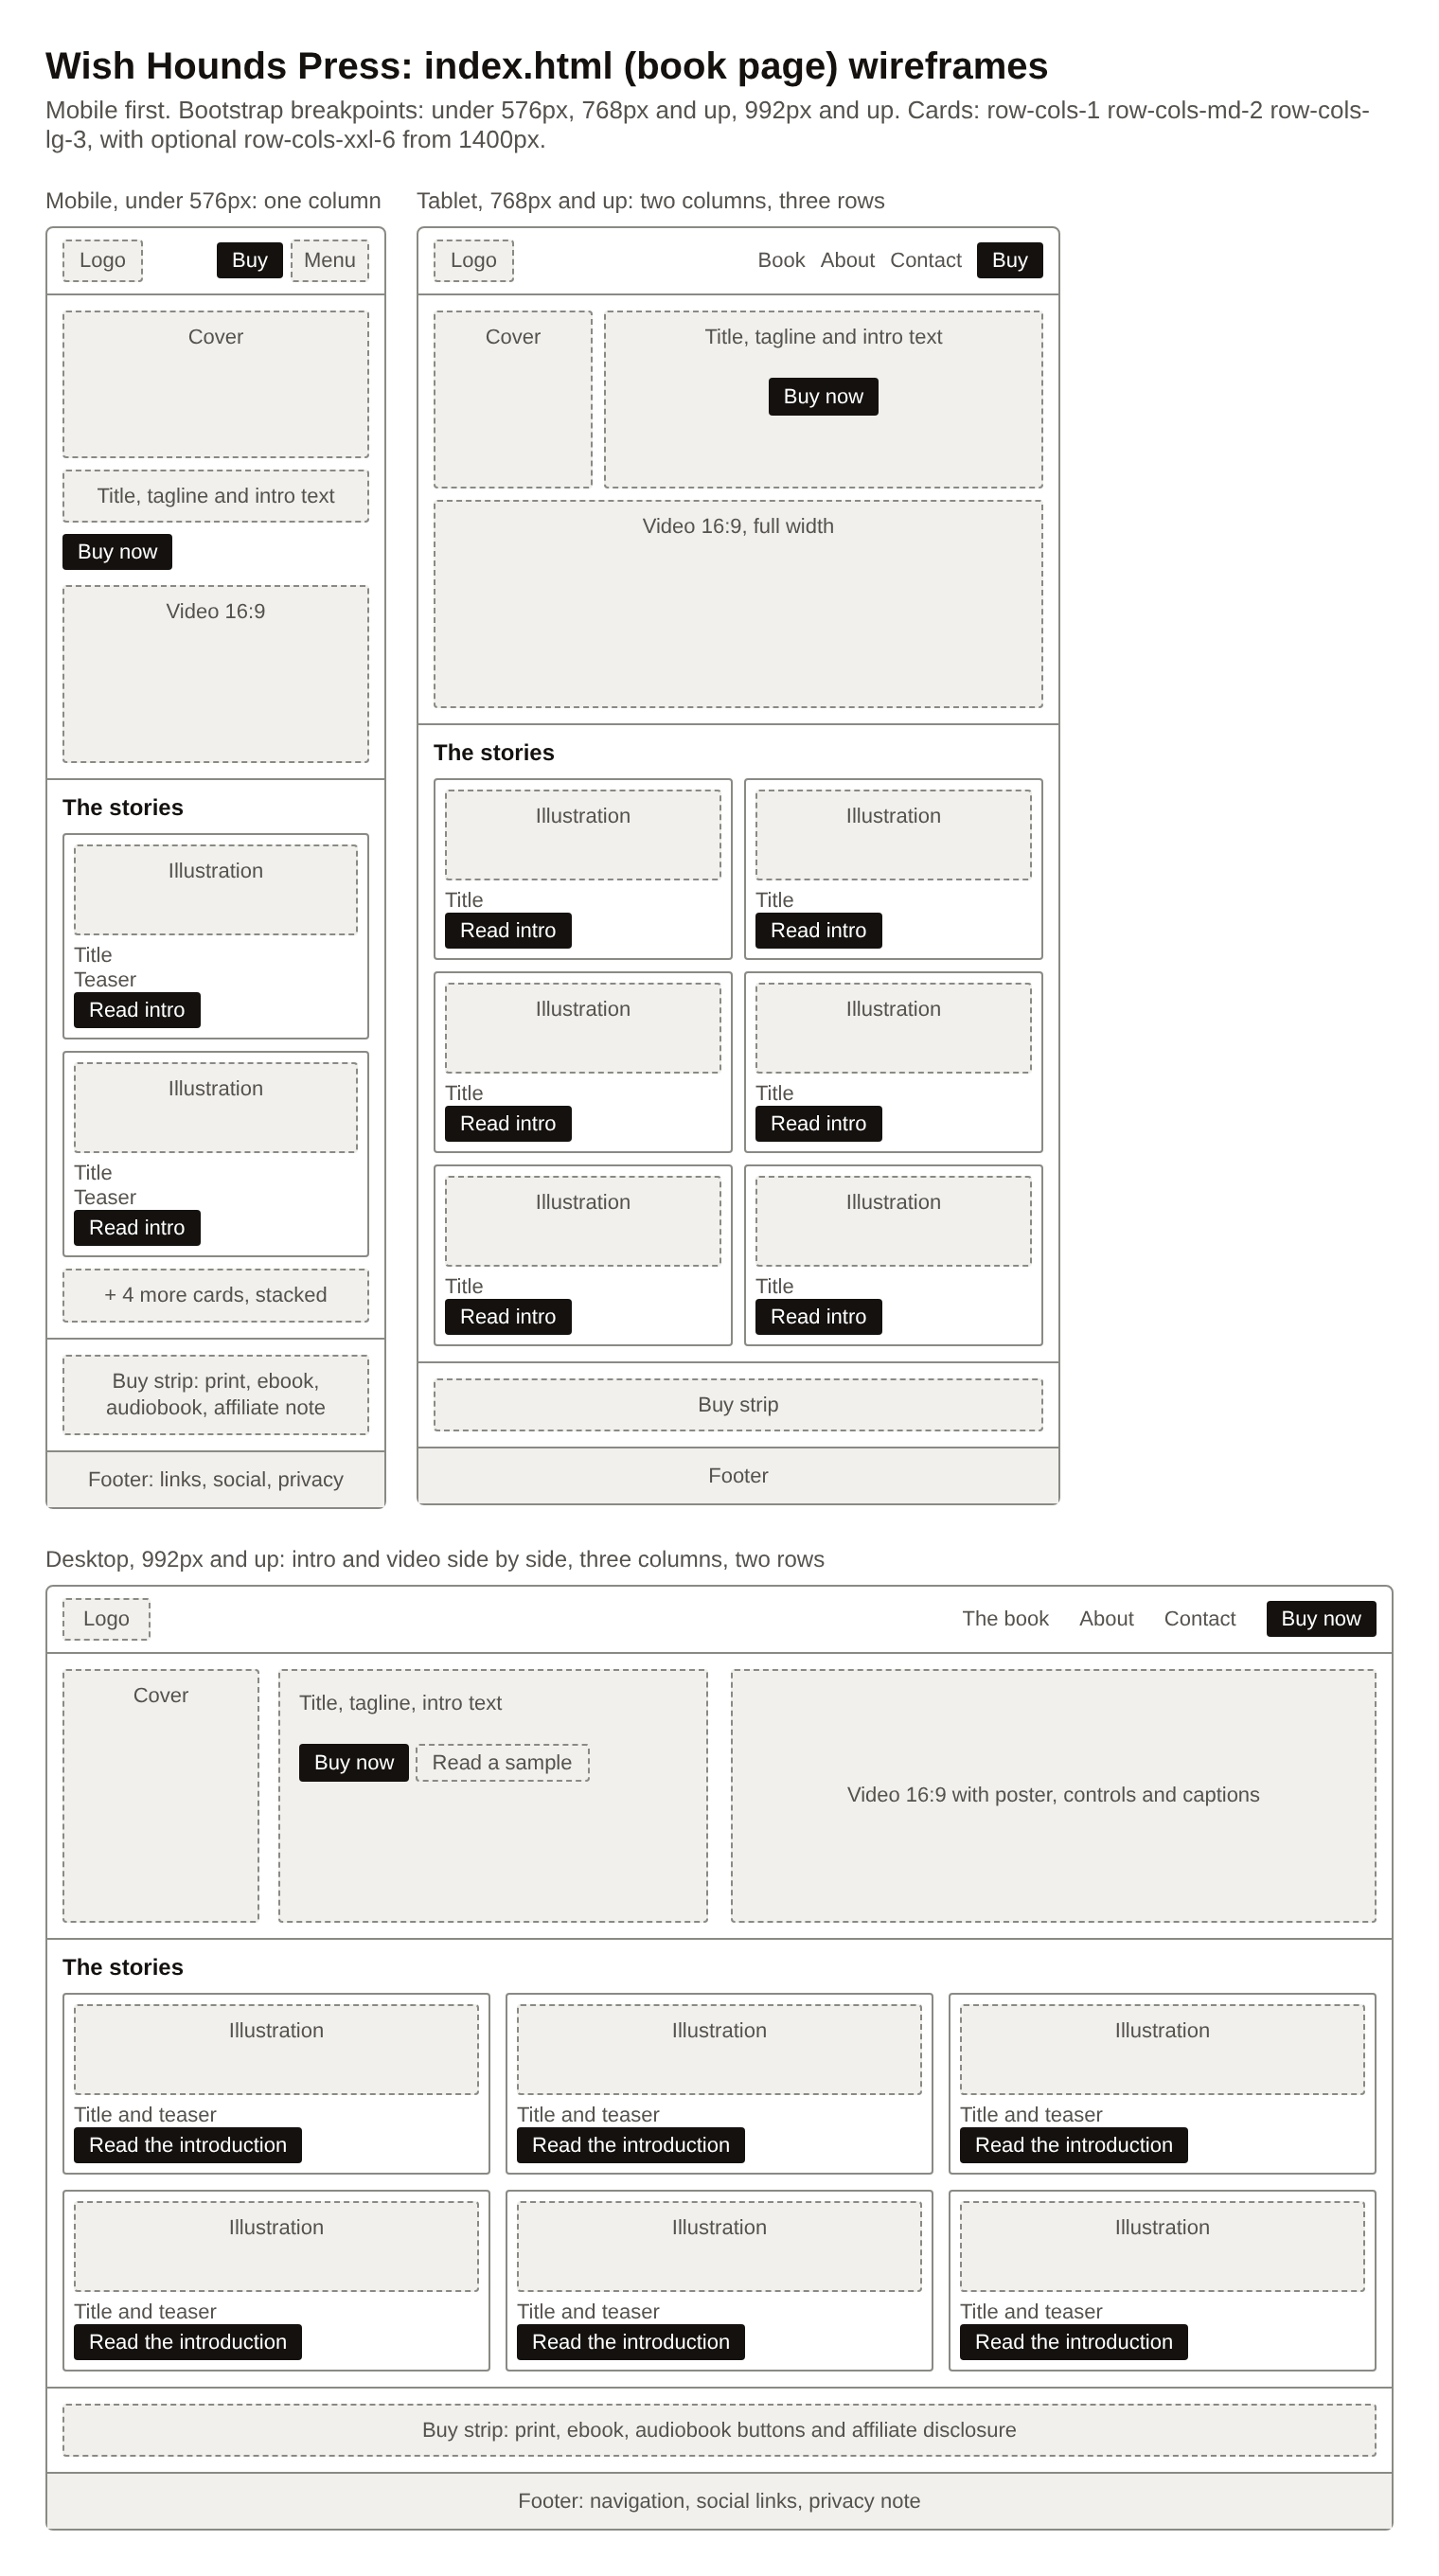 Wish Hounds Press: index.html (book page) wireframes
Mobile first. Bootstrap breakpoints: under 576px, 768px and up, 992px and up. Cards: row-cols-1 row-cols-md-2 row-cols-
lg-3, with optional row-cols-xxl-6 from 1400px.
Mobile, under 576px: one column
Logo
Buy
Menu
Cover
Title, tagline and intro text
Buy now
Video 16:9
The stories
Illustration
Title
Teaser
Read intro
Illustration
Title
Teaser
Read intro
+ 4 more cards, stacked
Buy strip: print, ebook,
audiobook, affiliate note
Footer: links, social, privacy
Tablet, 768px and up: two columns, three rows
Logo
Book
About
Contact
Buy
Cover
Title, tagline and intro text
Buy now
Video 16:9, full width
The stories
Illustration
Title
Read intro
Illustration
Title
Read intro
Illustration
Title
Read intro
Illustration
Title
Read intro
Illustration
Title
Read intro
Illustration
Title
Read intro
Buy strip
Footer
Desktop, 992px and up: intro and video side by side, three columns, two rows
Logo
The book
About
Contact
Buy now
Cover
Title, tagline, intro text
Buy now
Read a sample
Video 16:9 with poster, controls and captions
The stories
Illustration
Title and teaser
Read the introduction
Illustration
Title and teaser
Read the introduction
Illustration
Title and teaser
Read the introduction
Illustration
Title and teaser
Read the introduction
Illustration
Title and teaser
Read the introduction
Illustration
Title and teaser
Read the introduction
Buy strip: print, ebook, audiobook buttons and affiliate disclosure
Footer: navigation, social links, privacy note